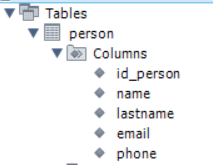 Tables
person
Columns
id_person
name
lastname
email
phone